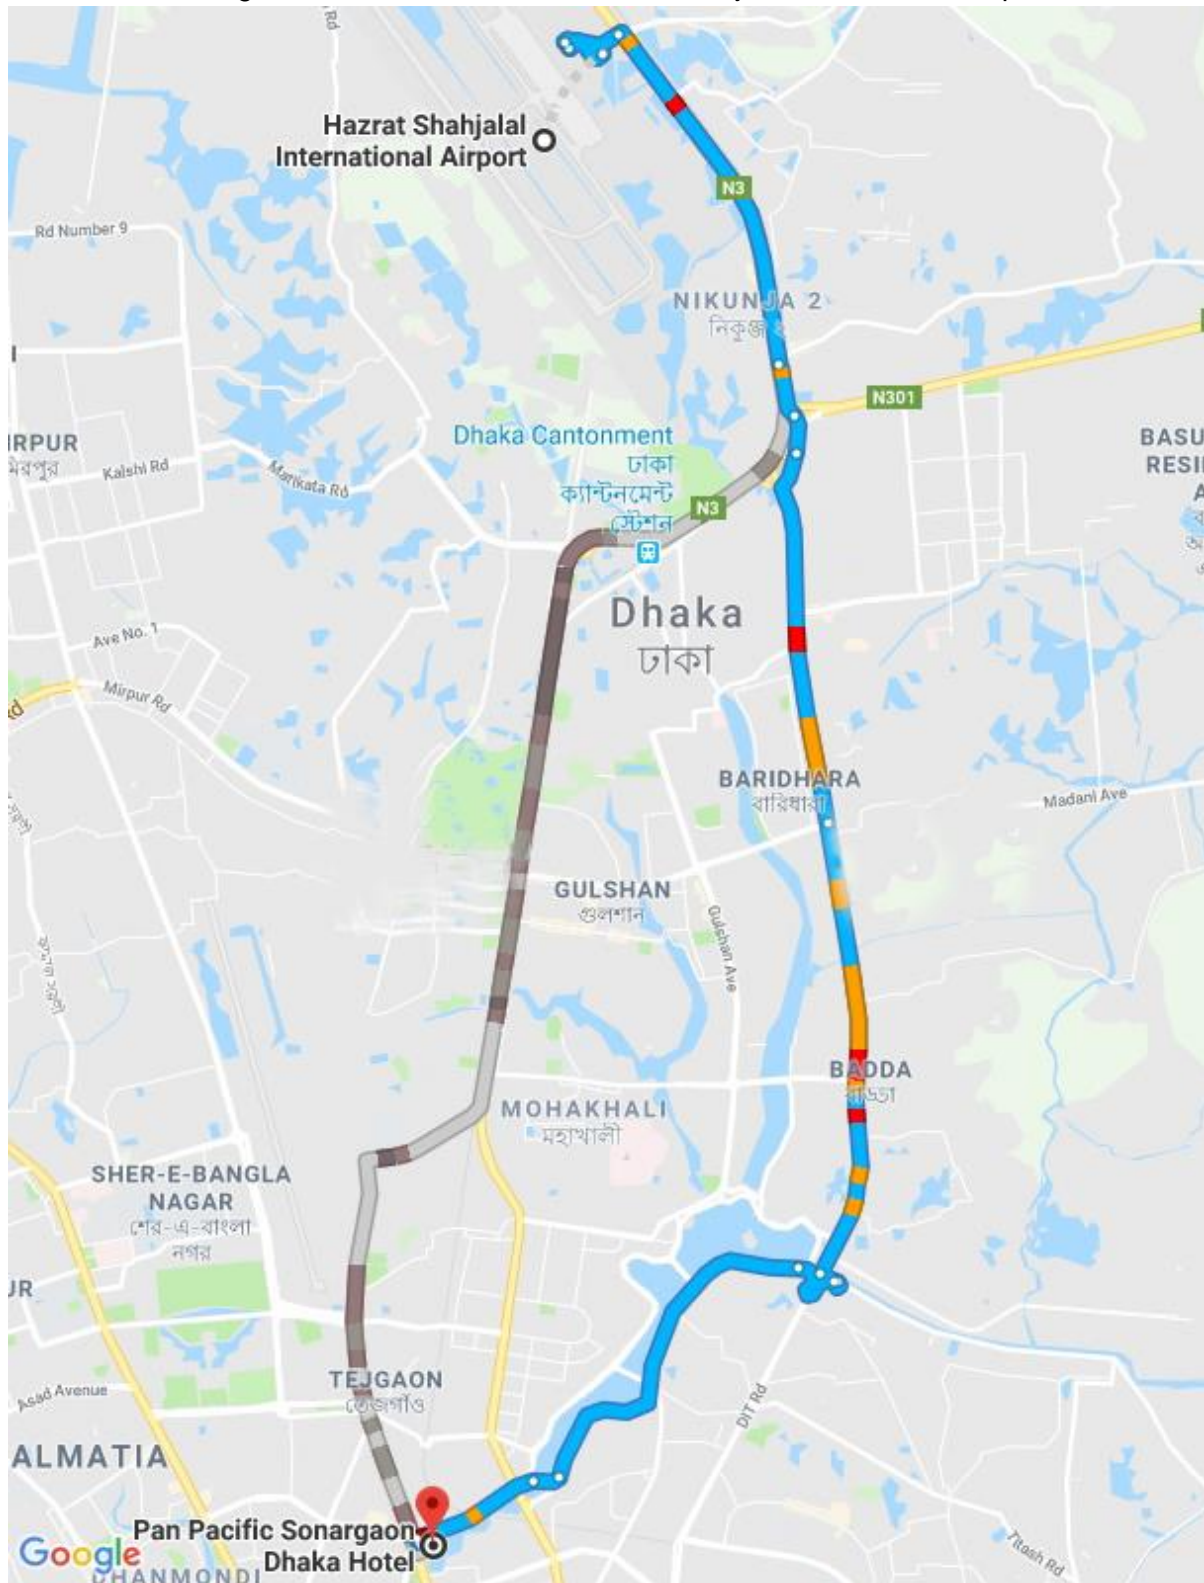 Rd
Hazrat Shahjalal
International Airport
N3
Rd Number 9
NIKUNJA 2
নিকুঞ্জ ২
N301
Dhaka Cantonment
ঢাকা
ক্যান্টনমেন্ট
স্টেশন
IRPUR
মিরপুর
Kalshi Rd
Manikata Rd
BASU
RESI
A
N3
Dhaka
ঢাকা
Ave No. 1
Mirpur Rd
Rd
BARIDHARA
বারিধারা
Madani Ave
GULSHAN
গুলশান
Gulshan Ave
BADDA
বাড্ডা
MOHAKHALI
মহাখালী
SHER-E-BANGLA
NAGAR
শের-এ-বাংলা
নগর
UR
TEJGAON
তেজগাঁও
Asad Avenue
DIT Rd
ALMATIA
Pan Pacific Sonargaon
Dhaka Hotel
Titash Rd
Google
DHANMONDI